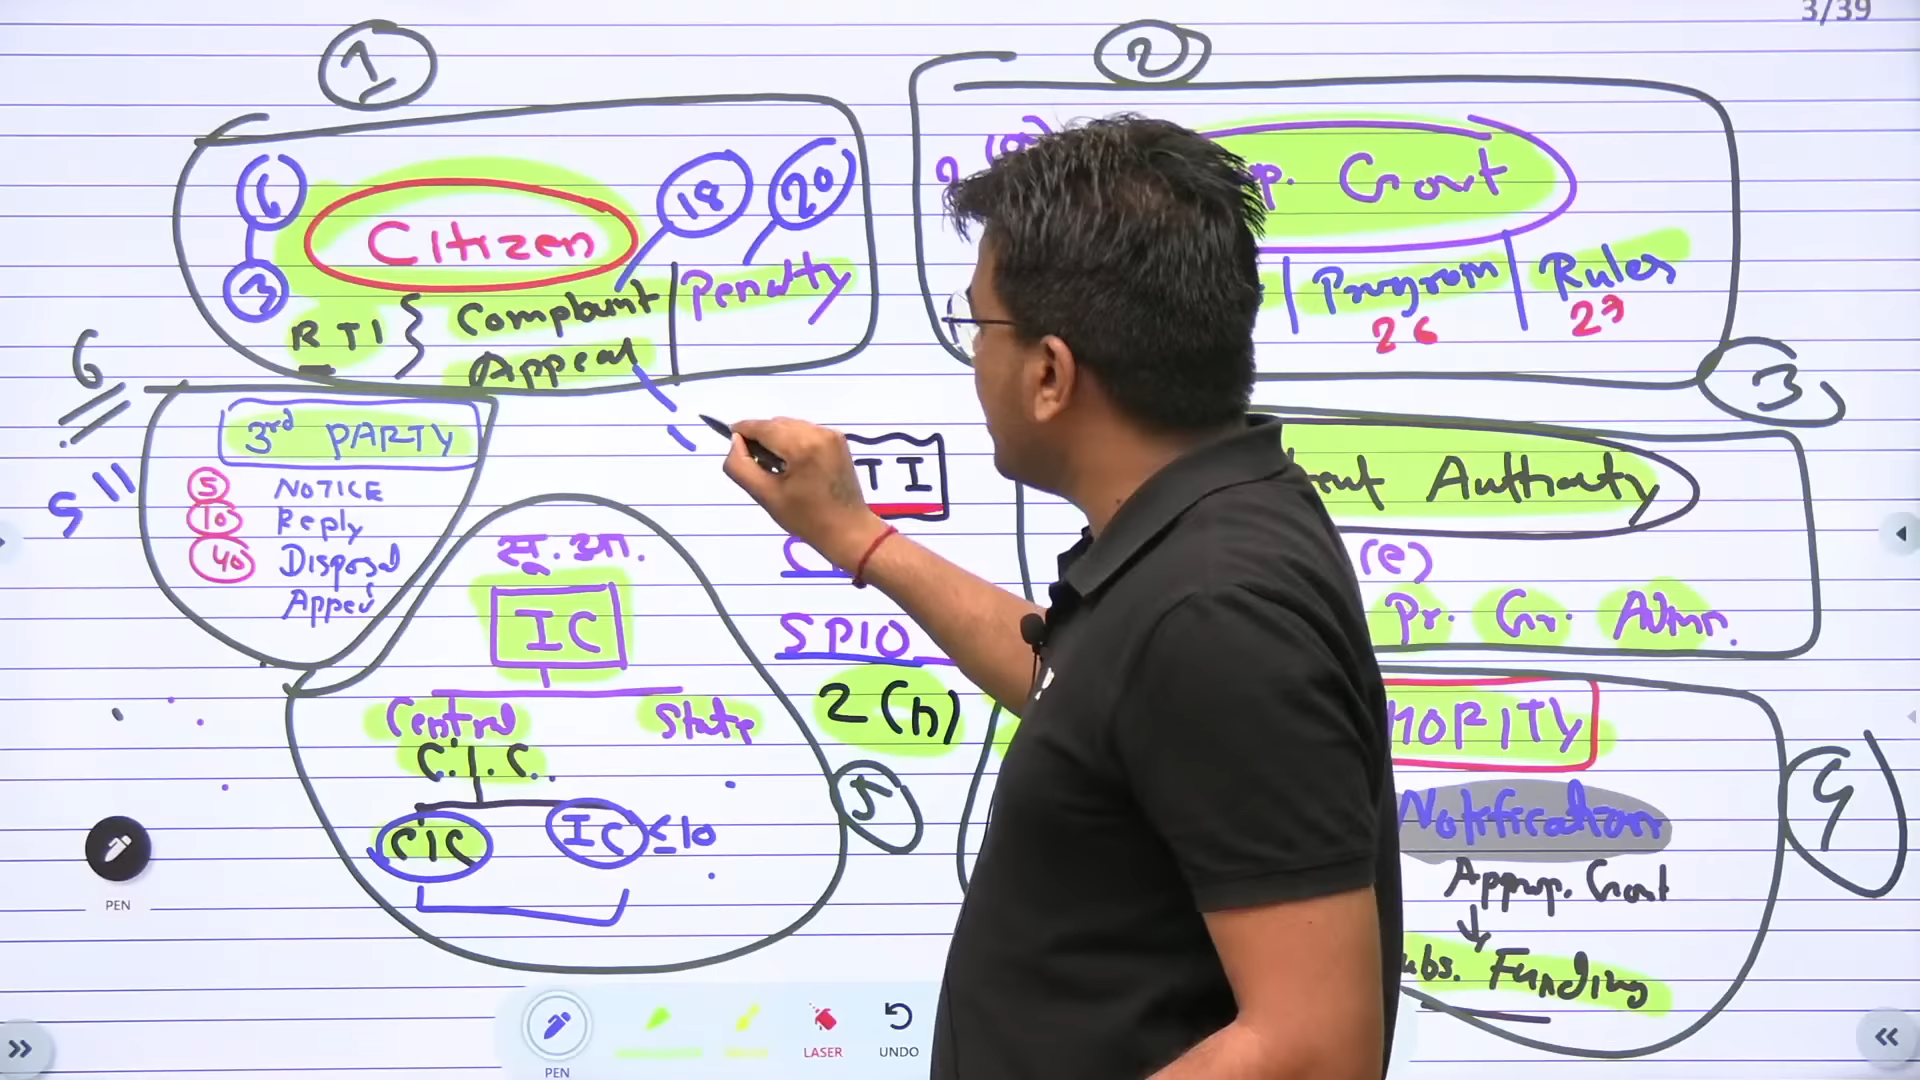 3/39
1
2
6
18
20
Citizen
p. Govt
3
Complaint
Penalty
Program
Rules
RTI
Appeal
26
27
6
3
3rd PARTY
TI
Authority
5
5
NOTICE
10
Reply
सू. आ.
(e)
40
Disposal
IC
Pr. Gr. Admn.
Appeal
SPIO
2 (h)
Central
State
HORITY
C.I.C.
5
Notification
4
CIC
IC ≤10
Approp. Govt
ubs. Funding
PEN
LASER
UNDO
PEN